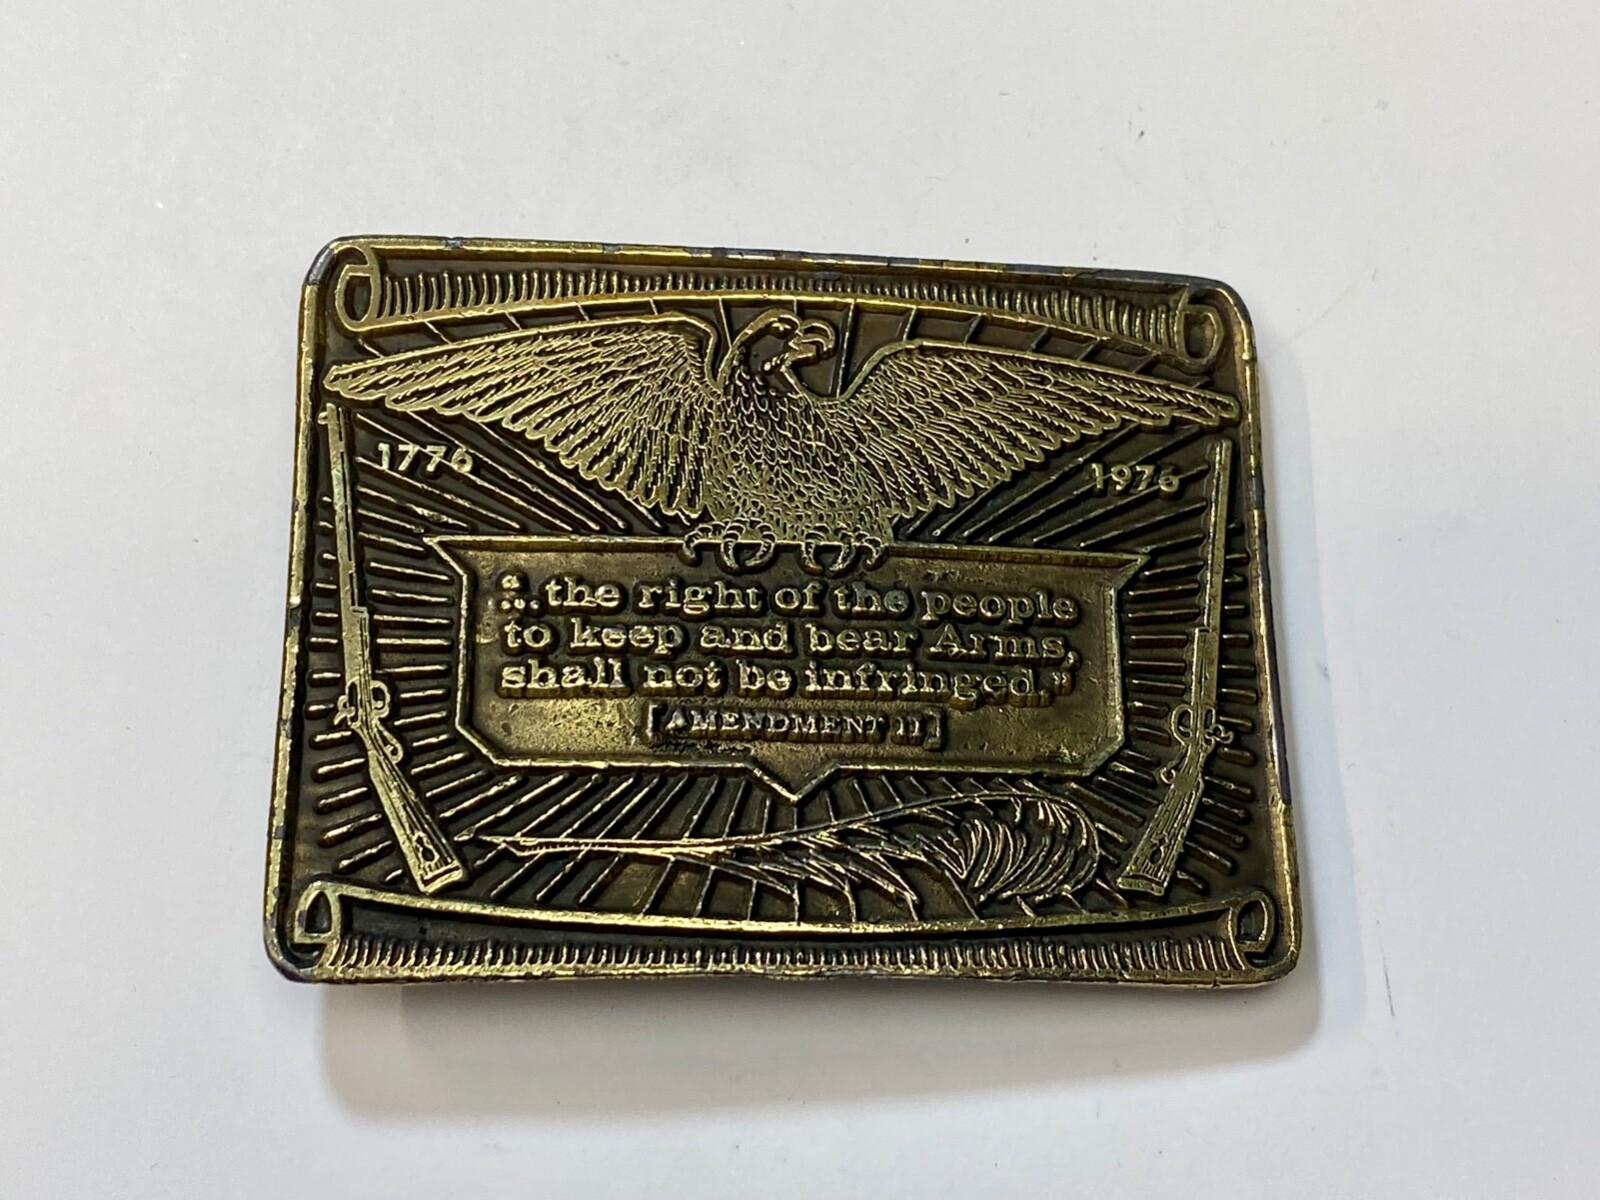 1776
1976
"...the right of the people
to keep and bear Arms,
shall not be infringed."
[AMENDMENT II]